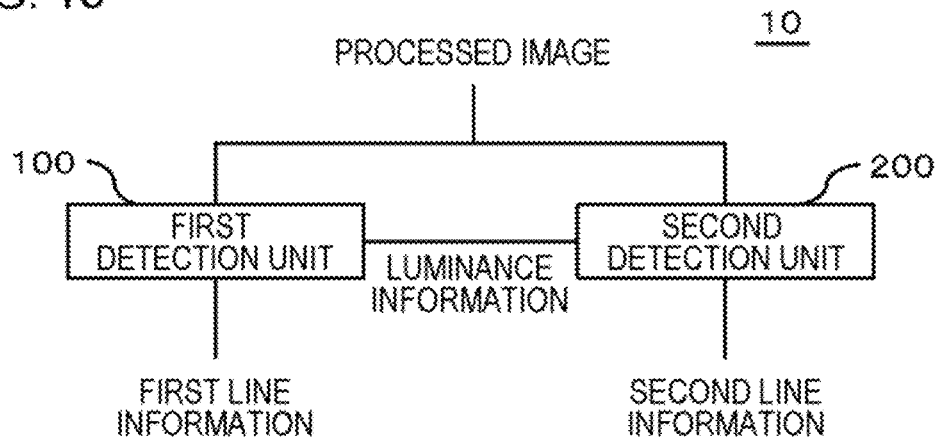 10
PROCESSED IMAGE
100
200
FIRST
DETECTION UNIT
SECOND
DETECTION UNIT
LUMINANCE
INFORMATION
FIRST LINE
INFORMATION
SECOND LINE
INFORMATION